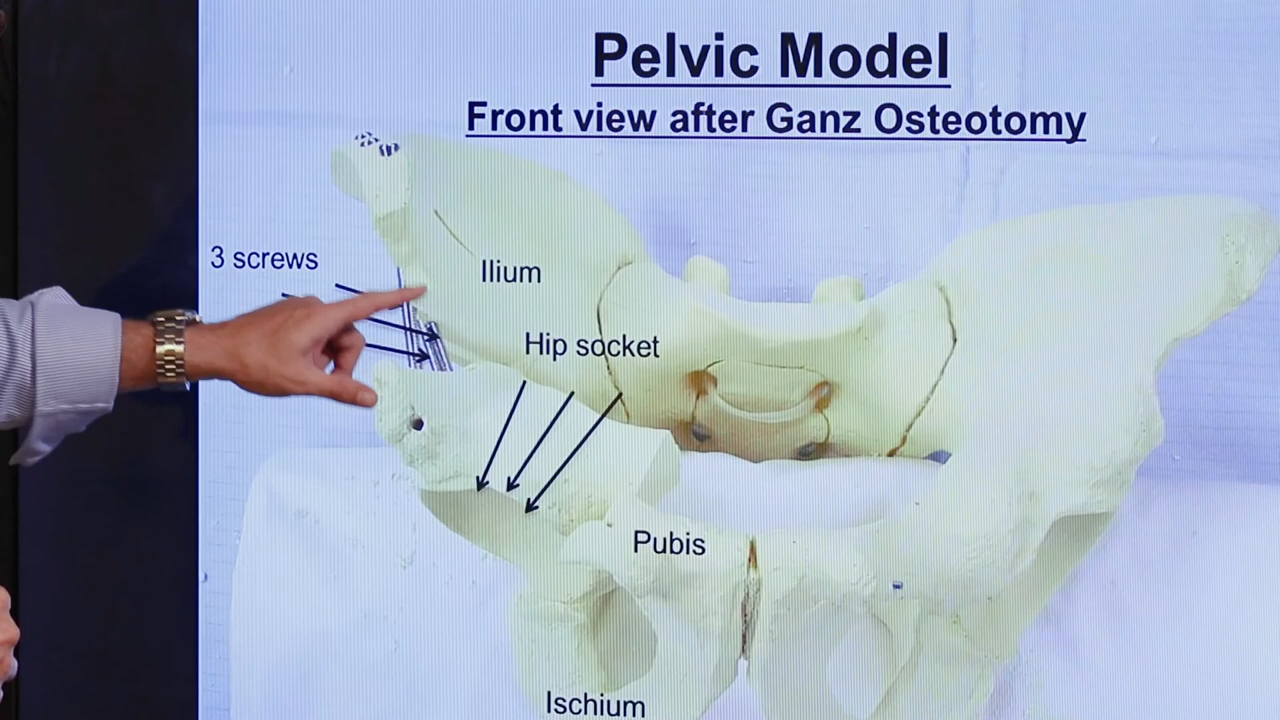 Pelvic Model
Front view after Ganz Osteotomy
3 screws
Ilium
Hip socket
Pubis
Ischium